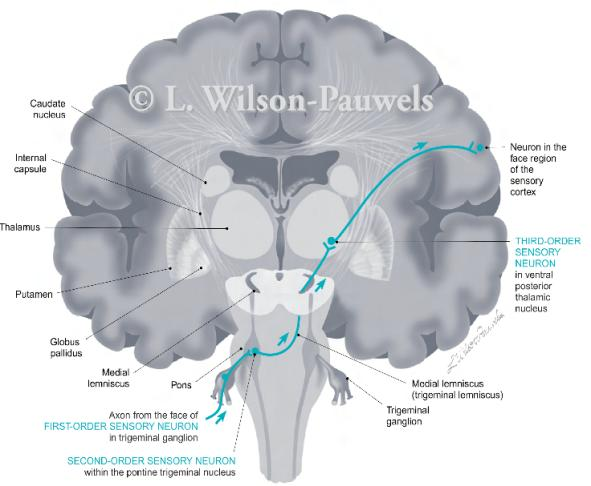 © L. Wilson-Pauwels
Caudate
nucleus
Internal
capsule
Thalamus
Putamen
Globus
pallidus
Medial
lemniscus
Pons
Axon from the face of
FIRST-ORDER SENSORY NEURON
in trigeminal ganglion
SECOND-ORDER SENSORY NEURON
within the pontine trigeminal nucleus
Neuron in the
face region
of the
sensory
cortex
THIRD-ORDER
SENSORY
NEURON
in ventral
posterior
thalamic
nucleus
Medial lemniscus
(trigeminal lemniscus)
Trigeminal
ganglion